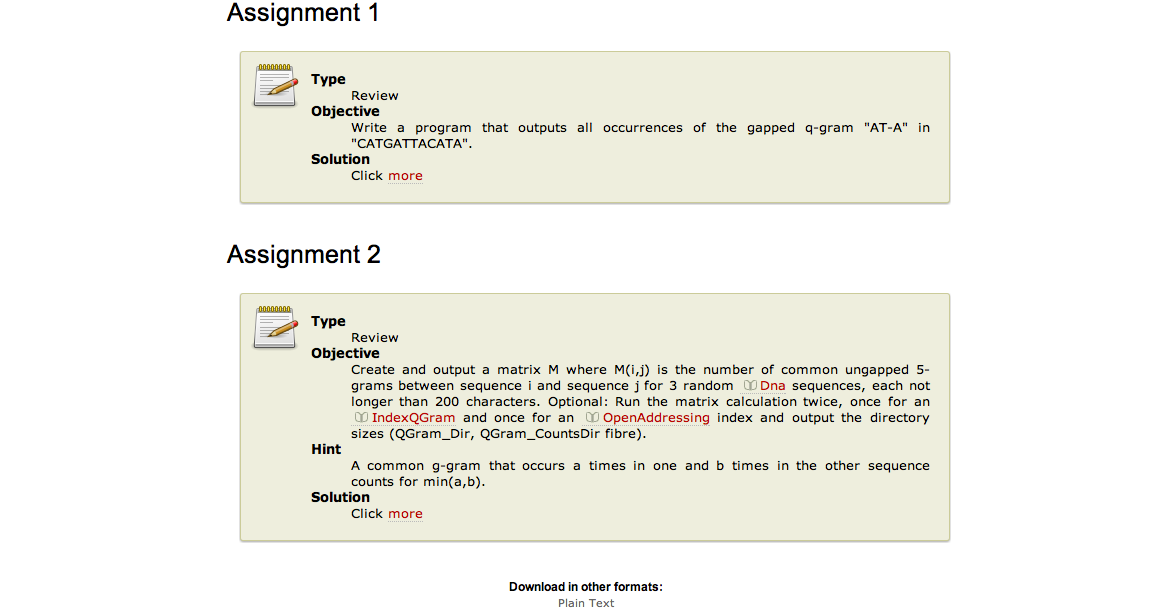 Assignment 1
Type
Review
Objective
Write a program that outputs all occurrences of the gapped q-gram "AT-A" in
"CATGATTACATA".
Solution
Click more
Assignment 2
Type
Review
Objective
Create and output a matrix M where M(i,j) is the number of common ungapped 5-
grams between sequence i and sequence j for 3 random Dna sequences, each not
longer than 200 characters. Optional: Run the matrix calculation twice, once for an
IndexQGram and once for an OpenAddressing index and output the directory
sizes (QGram_Dir, QGram_CountsDir fibre).
Hint
A common g-gram that occurs a times in one and b times in the other sequence
counts for min(a,b).
Solution
Click more
Download in other formats:
Plain Text